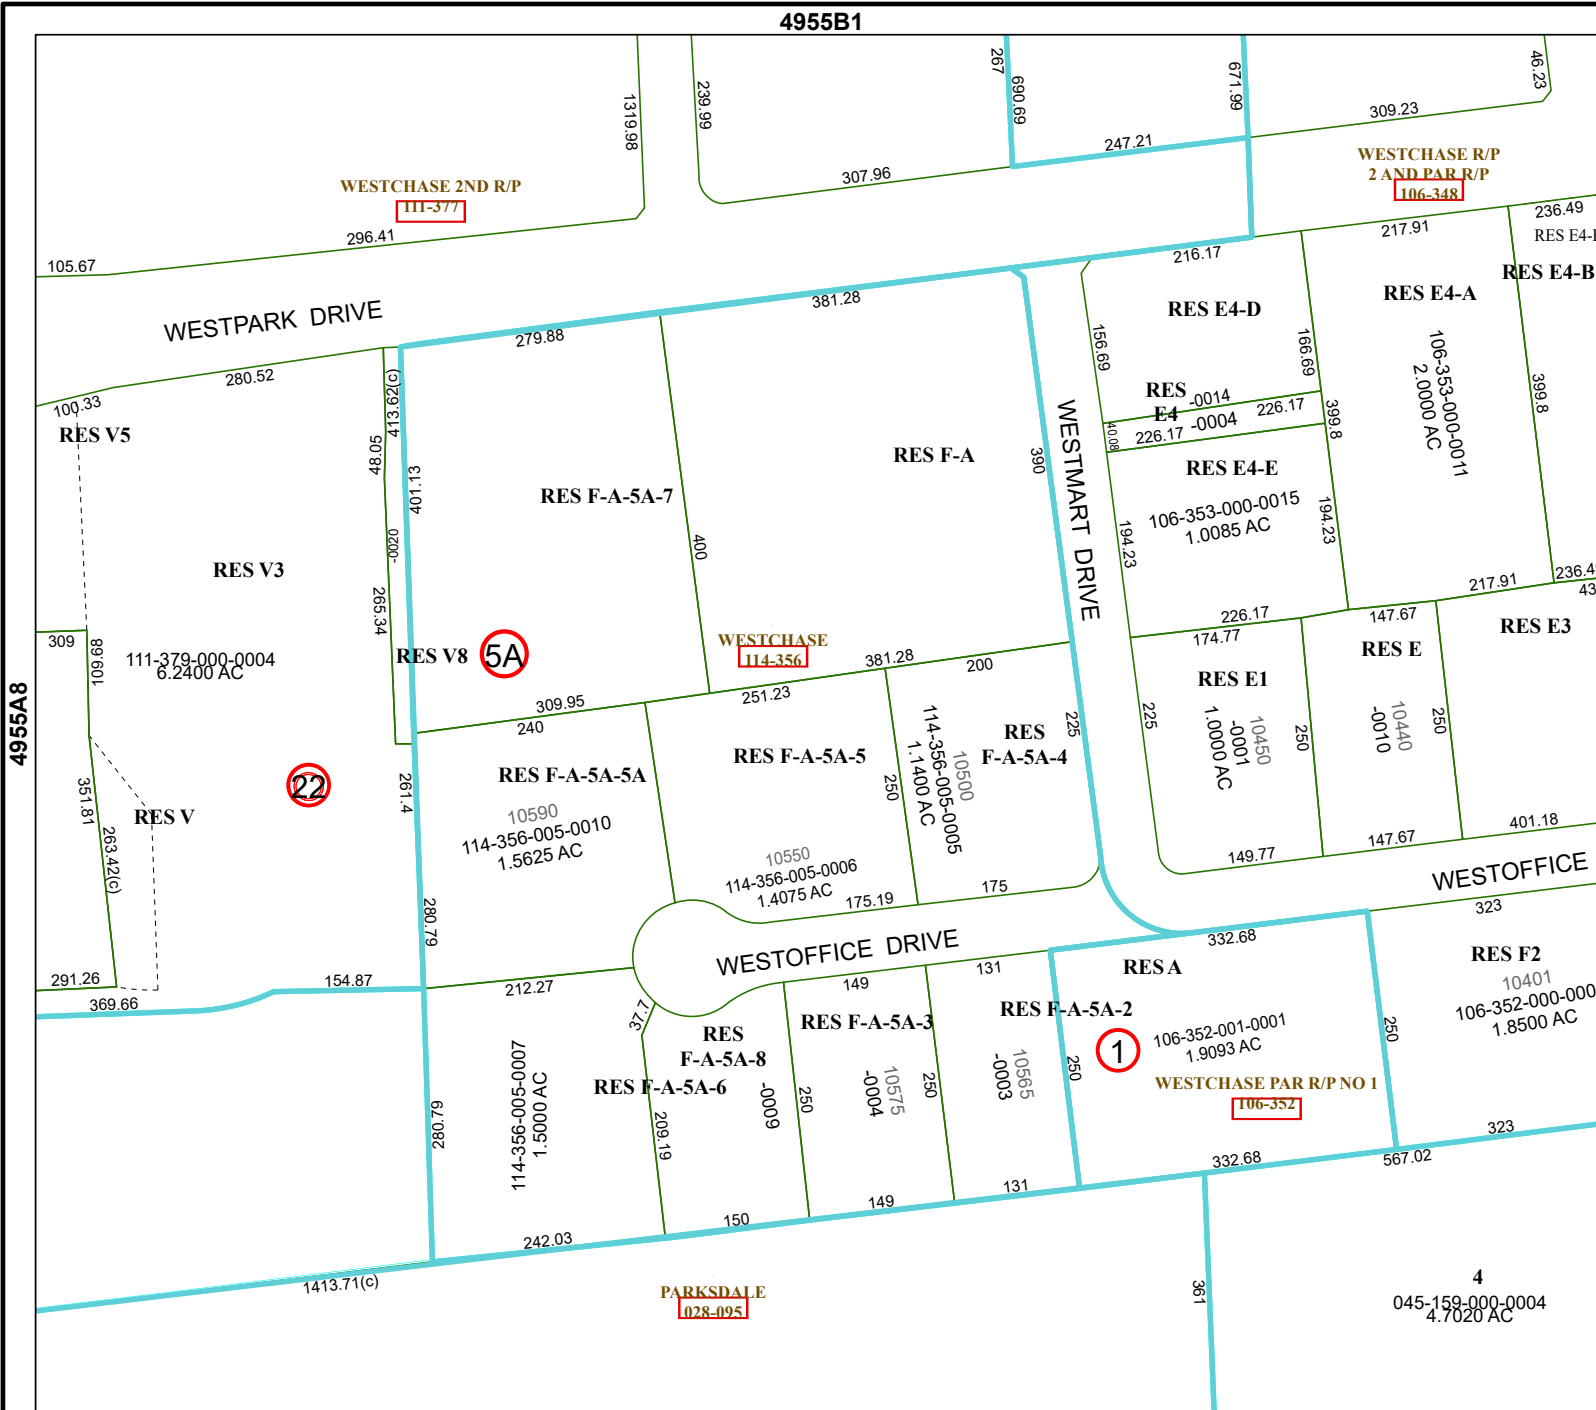 4955B1
267
690.69
671.99
46.23
239.99
1319.98
309.23
247.21
307.96
WESTCHASE R/P
2 AND PAR R/P
106-348
WESTCHASE 2ND R/P
111-377
296.41
105.67
236.49
217.91
RES E4-B
216.17
RES E4-A
RES E4-D
381.28
WESTPARK DRIVE
279.88
280.52
100.33
156.69
166.69
106-353-000-0011
2.0000 AC
399.8
399.8
413.62(c)
RES
E4
-0014
226.17
-0004
226.17
40.08
RES V5
48.05
401.13
RES F-A
390
WESTMART DRIVE
RES E4-E
106-353-000-0015
1.0085 AC
RES F-A-5A-7
194.23
194.23
400
-0020
RES V3
265.34
226.17
217.91
147.67
174.77
RES E3
309
109.68
111-379-000-0004
6.2400 AC
RES V8
5A
WESTCHASE
114-356
381.28
200
RES E
RES E1
4955A8
309.95
251.23
240
225
225
10450
-0001
1.0000 AC
250
10440
-0010
250
RES
F-A-5A-4
10500
114-356-005-0005
1.1400 AC
RES F-A-5A-5
RES F-A-5A-5A
250
22
261.4
351.81
RES V
263.42(c)
10590
114-356-005-0010
1.5625 AC
10550
114-356-005-0006
1.4075 AC
401.18
147.67
149.77
WESTOFFICE
175
175.19
280.79
323
332.68
WESTOFFICE DRIVE
RES A
RES F2
10401
1.8500 AC
291.26
369.66
154.87
212.27
131
149
37.7
RES
F-A-5A-8
RES F-A-5A-3
RES F-A-5A-2
1
106-352-001-0001
1.9093 AC
250
250
WESTCHASE PAR R/P NO 1
106-352
RES F-A-5A-6
114-356-005-0007
1.5000 AC
-0009
250
10575
-0004
250
10565
-0003
280.79
209.19
323
567.02
332.68
131
149
150
242.03
1413.71(c)
PARKSDALE
028-095
361
4
045-159-000-0004
4.7020 AC